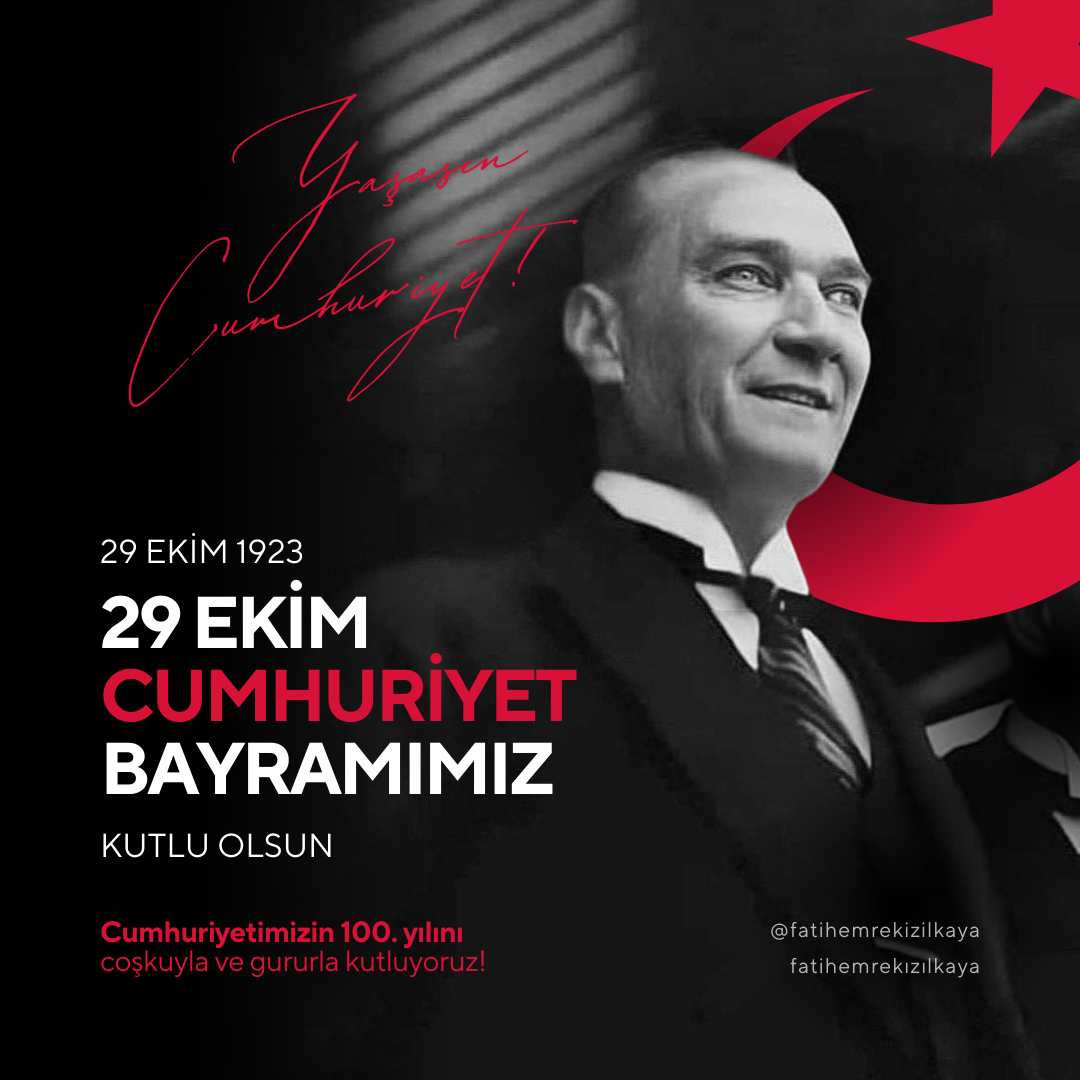 Yaşasın
Cumhuriyet!
29 EKİM 1923
29 EKİM
CUMHURİYET
BAYRAMIMIZ
KUTLU OLSUN
Cumhuriyetimizin 100. yılını
coşkuyla ve gururla kutluyoruz!
@fatihemrekizilkaya
fatihemrekızılkaya